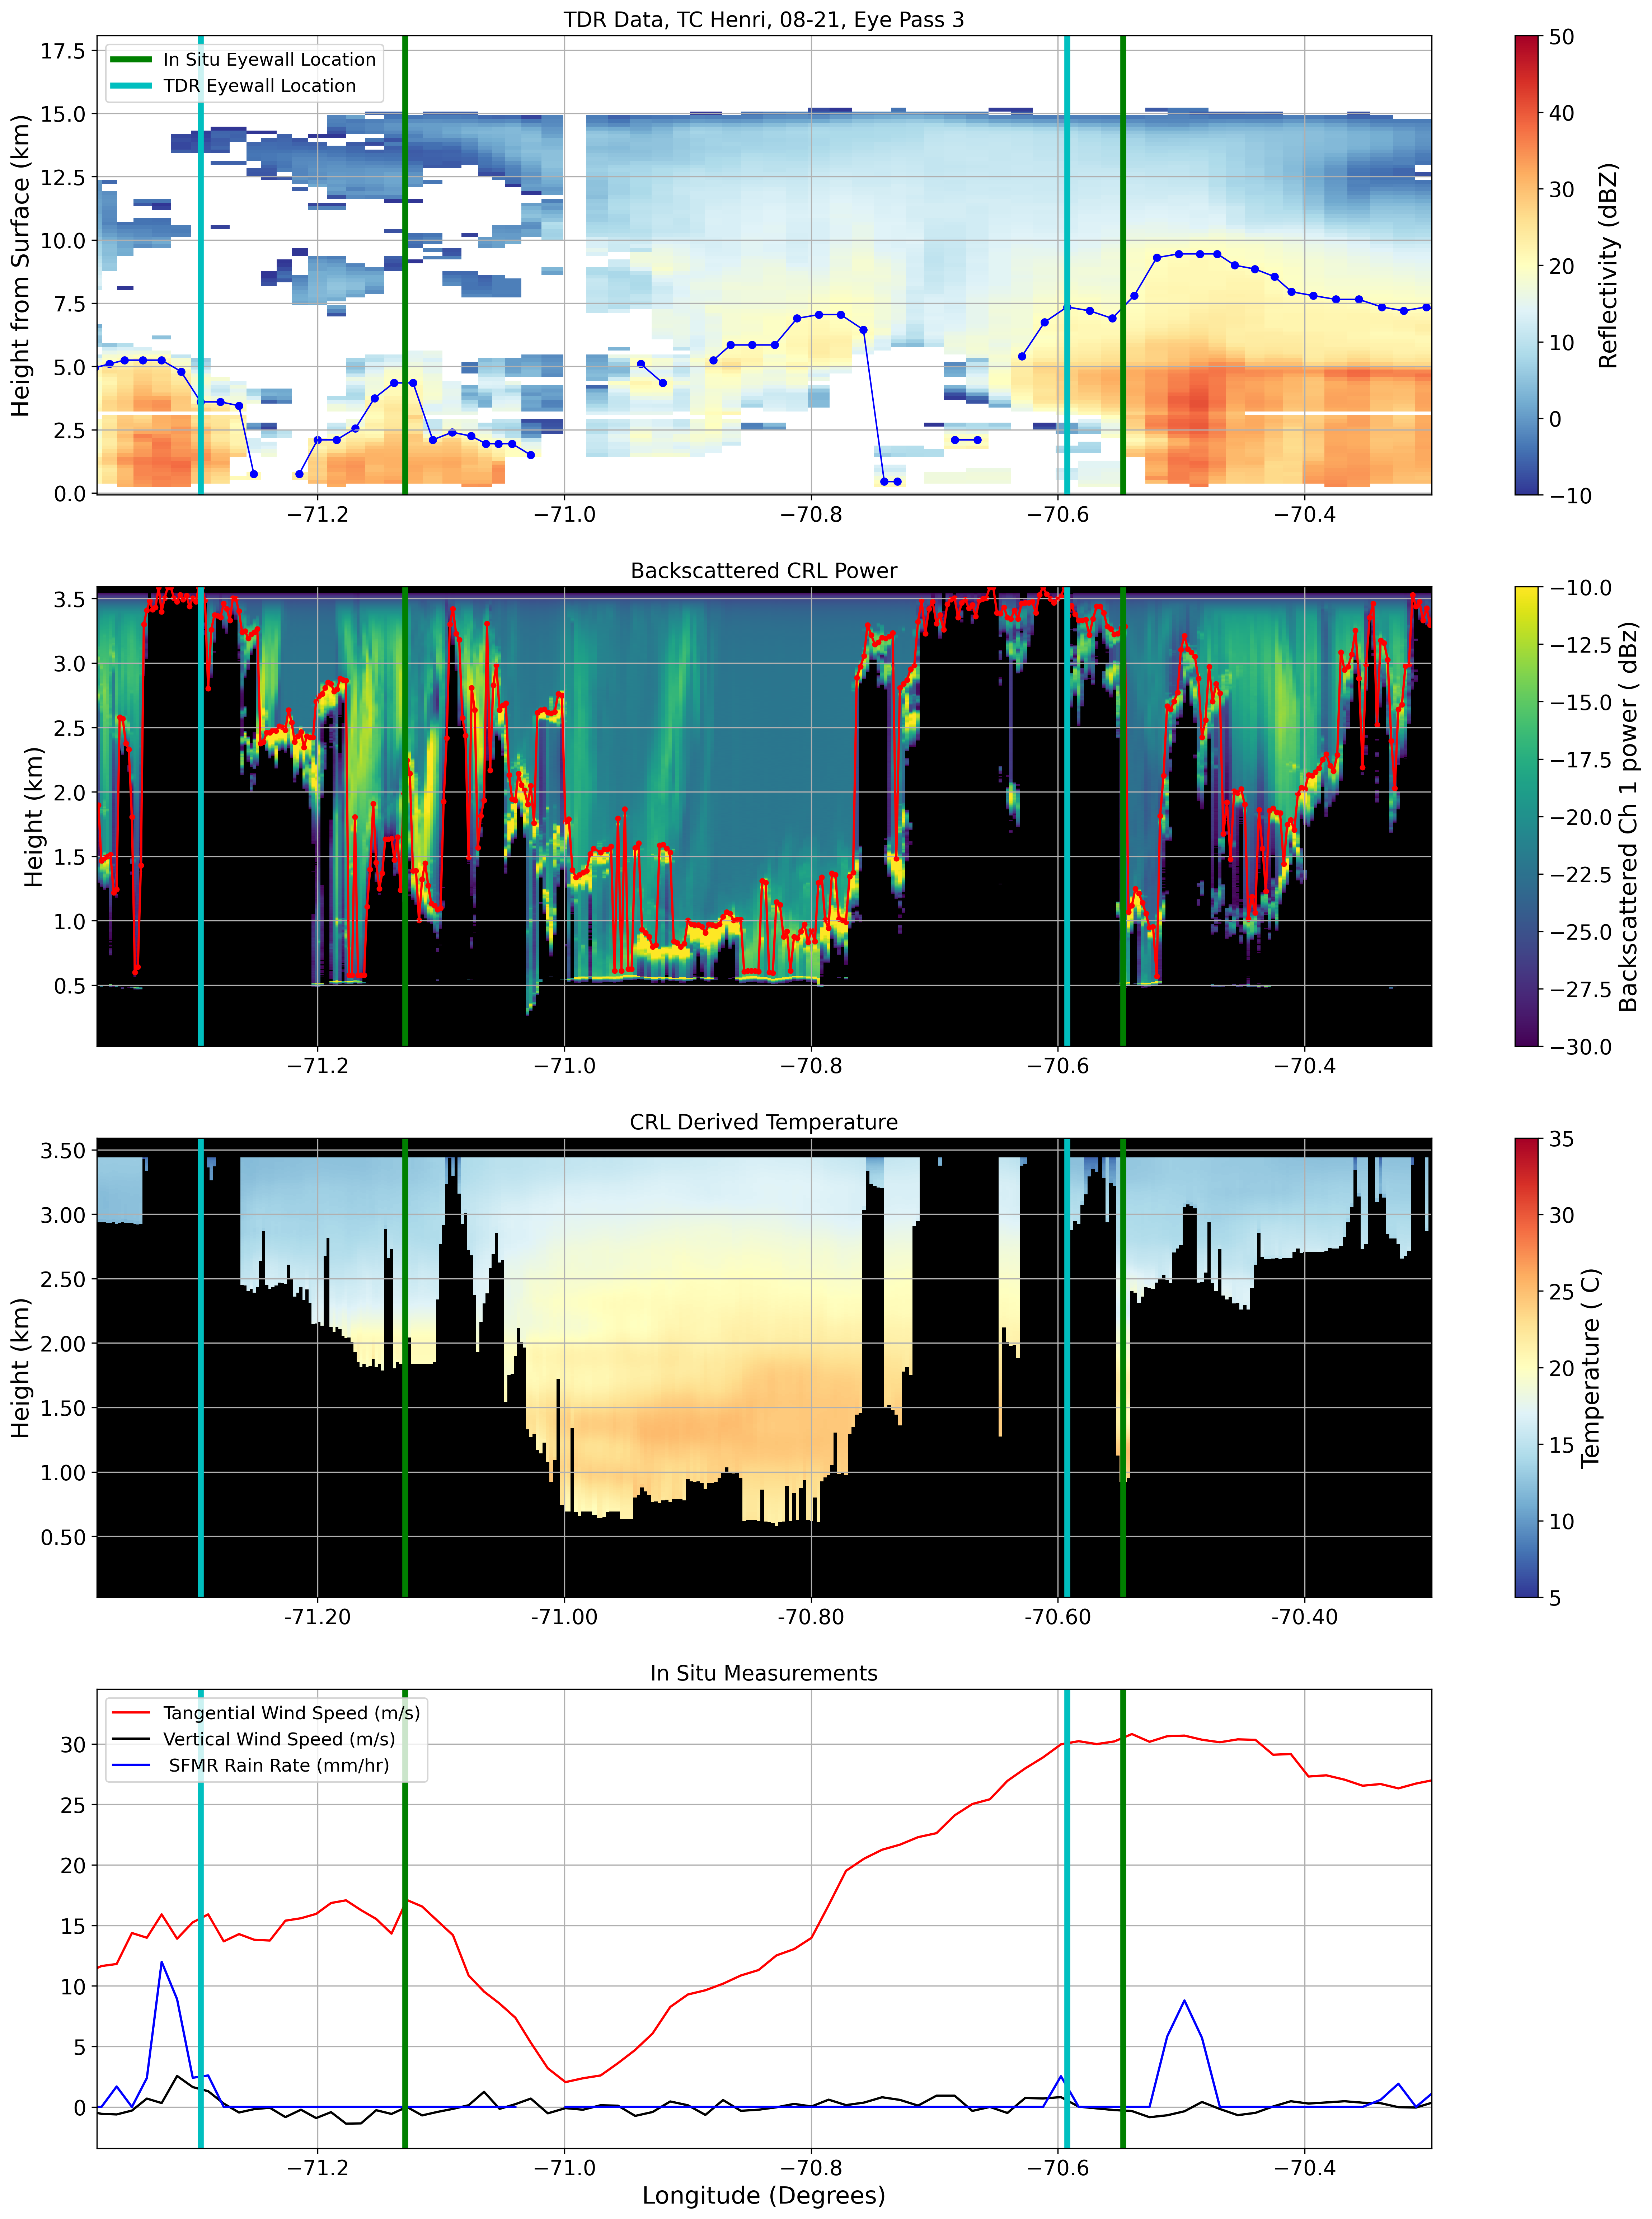 TDR Data, TC Henri, 08-21, Eye Pass 3
In Situ Eyewall Location
TDR Eyewall Location
Height from Surface (km)
17.5
15.0
12.5
10.0
7.5
5.0
2.5
0.0
−71.2 −71.0 −70.8 −70.6 −70.4
50
40
30
20
10
0
−10
Reflectivity (dBZ)
Backscattered CRL Power
Height (km)
3.5
3.0
2.5
2.0
1.5
1.0
0.5
−71.2 −71.0 −70.8 −70.6 −70.4
−10.0
−12.5
−15.0
−17.5
−20.0
−22.5
−25.0
−27.5
−30.0
Backscattered Ch 1 power ( dBz)
CRL Derived Temperature
Height (km)
3.50
3.00
2.50
2.00
1.50
1.00
0.50
-71.20 -71.00 -70.80 -70.60 -70.40
35
30
25
20
15
10
5
Temperature ( C)
In Situ Measurements
Tangential Wind Speed (m/s)
Vertical Wind Speed (m/s)
SFMR Rain Rate (mm/hr)
30
25
20
15
10
5
0
−71.2 −71.0 −70.8 −70.6 −70.4
Longitude (Degrees)